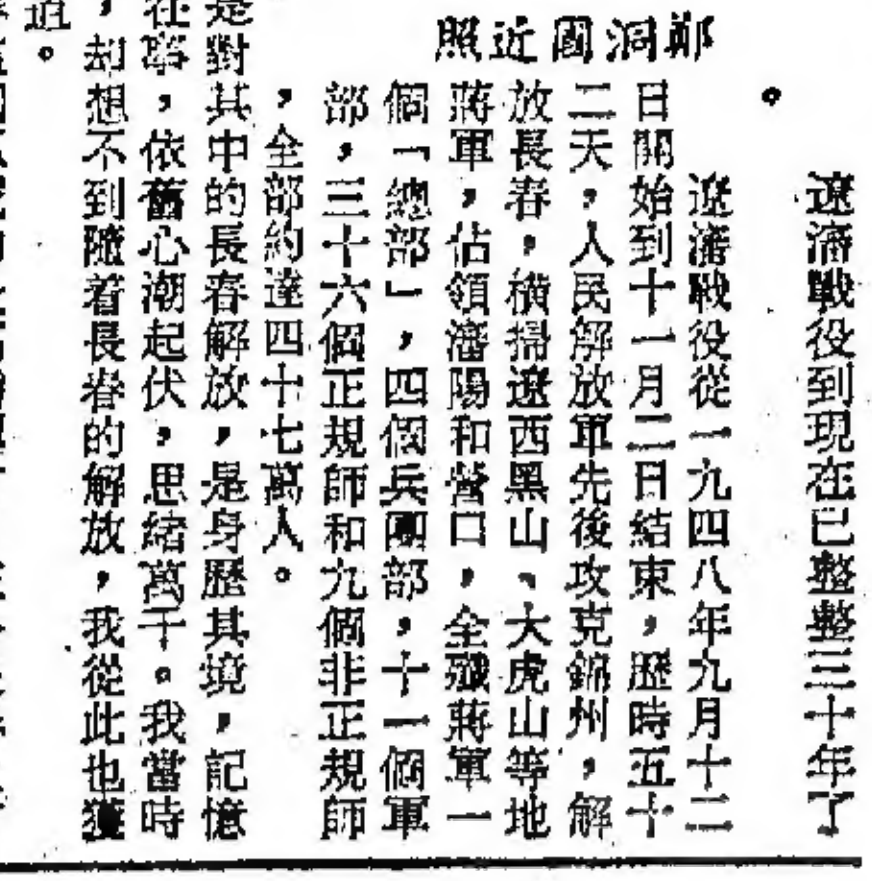 鄭洞國近照
遼瀋戰役到現在已整整三十年了
。
遼瀋戰役從一九四八年九月十二
日開始到十一月二日結束，歷時五十
二天，人民解放軍先後攻克錦州，解
放長春，橫掃遼西黑山、大虎山等地
蔣軍，佔領瀋陽和營口，全殲蔣軍一
個「總部」，四個兵團部，十一個軍
部，三十六個正規師和九個非正規師
，全部約達四十七萬人。
是對其中的長春解放，是身歷其境，記憶
在，依舊心潮起伏，思緒萬千。我當時
，却想不到隨着長春的解放，我從此也獲
。